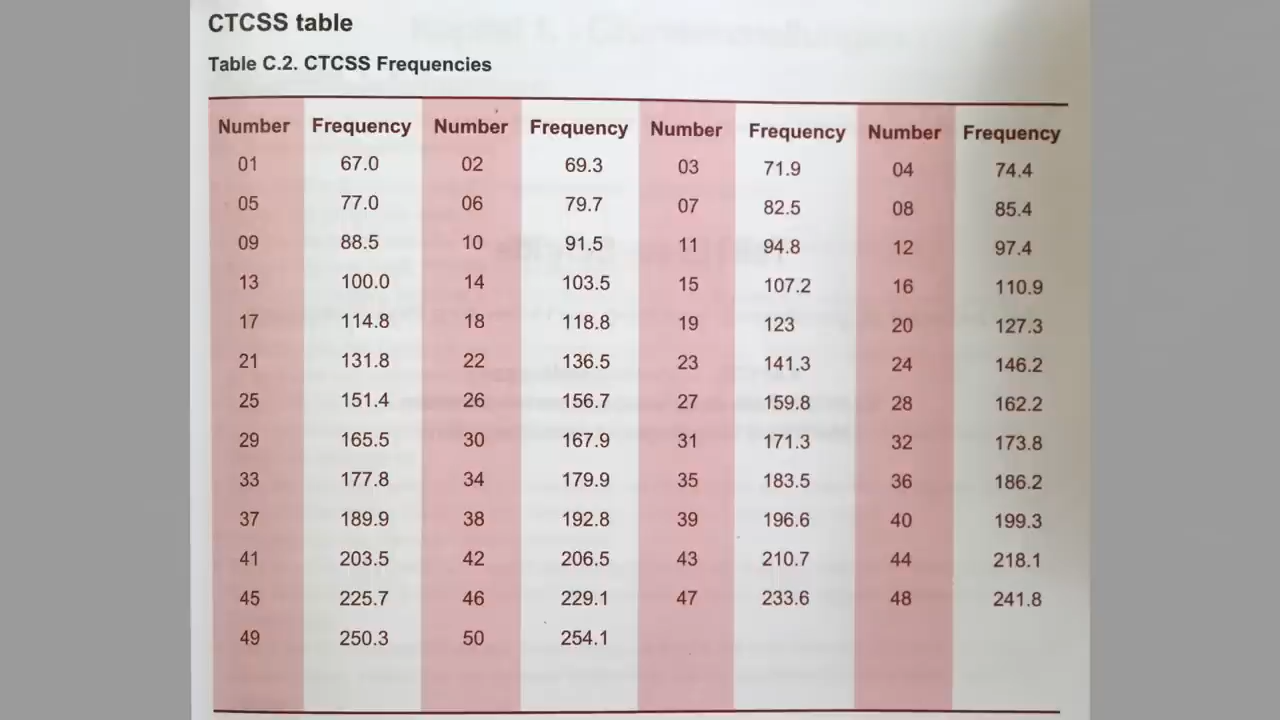 CTCSS table
Table C.2. CTCSS Frequencies
Number Frequency Number Frequency Number Frequency Number Frequency
01 67.0 02 69.3 03 71.9 04 74.4
05 77.0 06 79.7 07 82.5 08 85.4
09 88.5 10 91.5 11 94.8 12 97.4
13 100.0 14 103.5 15 107.2 16 110.9
17 114.8 18 118.8 19 123 20 127.3
21 131.8 22 136.5 23 141.3 24 146.2
25 151.4 26 156.7 27 159.8 28 162.2
29 165.5 30 167.9 31 171.3 32 173.8
33 177.8 34 179.9 35 183.5 36 186.2
37 189.9 38 192.8 39 196.6 40 199.3
41 203.5 42 206.5 43 210.7 44 218.1
45 225.7 46 229.1 47 233.6 48 241.8
49 250.3 50 254.1